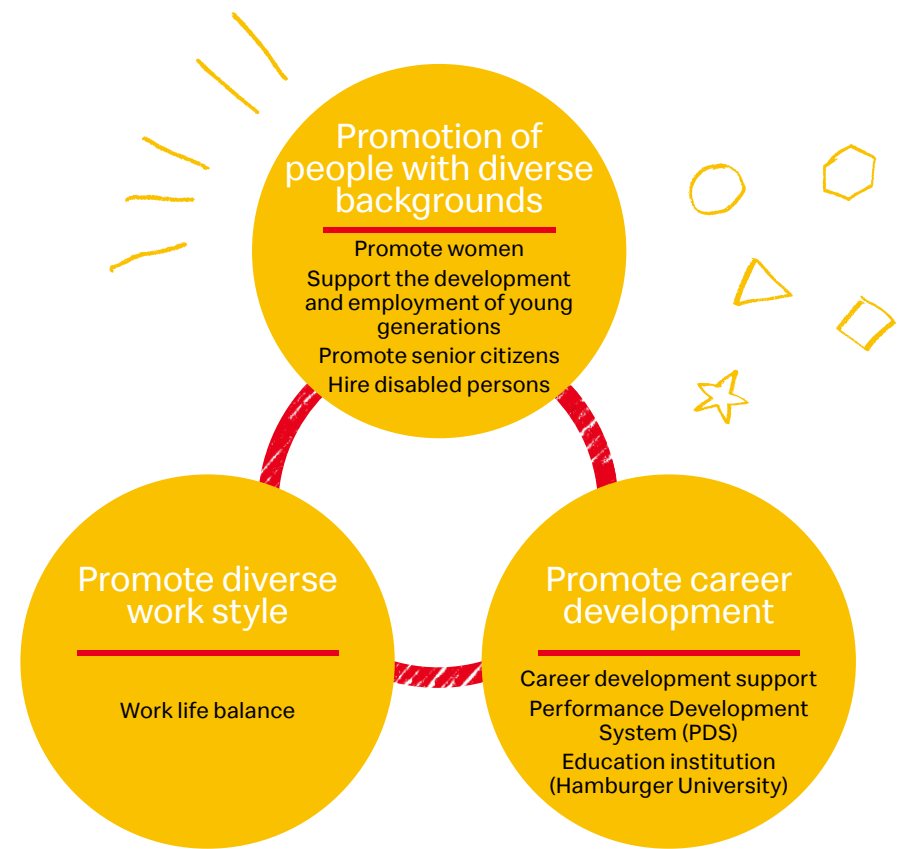 Promotion of
people with diverse
backgrounds
Promote women
Support the development
and employment of young
generations
Promote senior citizens
Hire disabled persons
Promote diverse
work style
Work life balance
Promote career
development
Career development support
Performance Development
System (PDS)
Education institution
(Hamburger University)